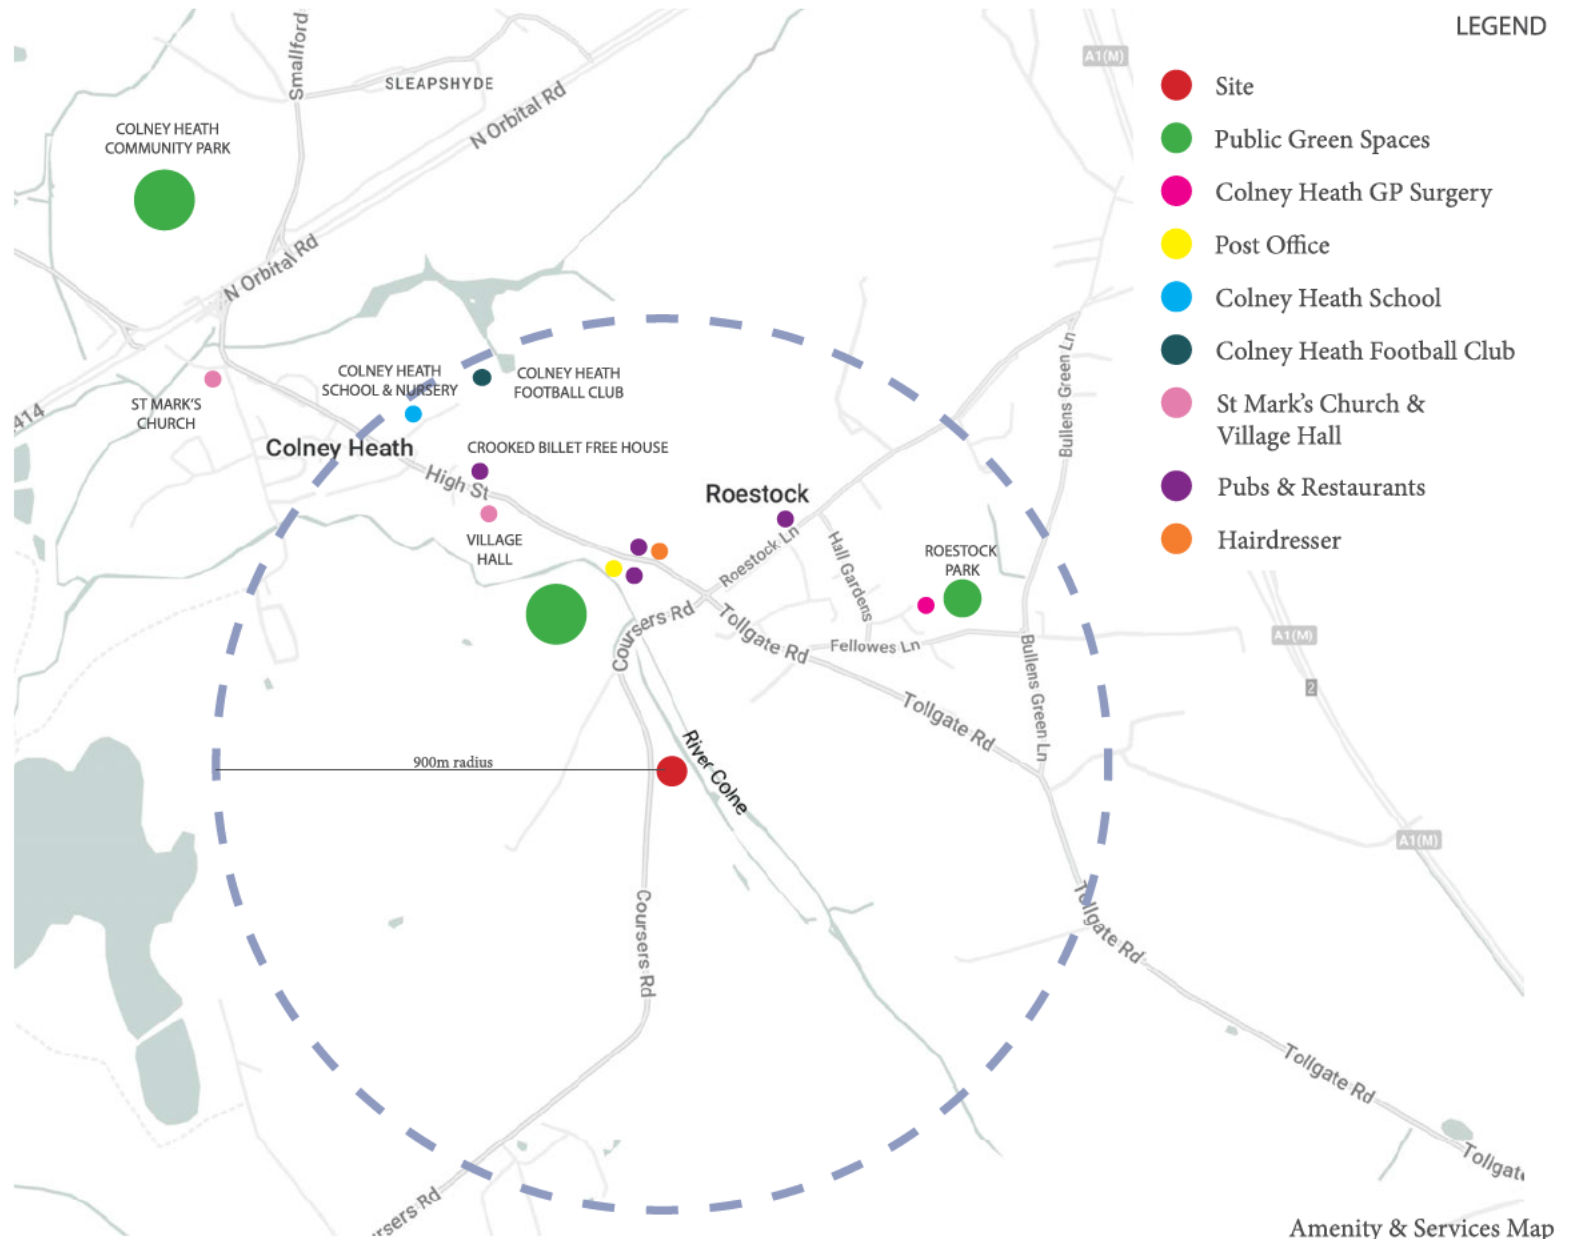 LEGEND
Site
Public Green Spaces
Colney Heath GP Surgery
Post Office
Colney Heath School
Colney Heath Football Club
St Mark's Church &
Village Hall
Pubs & Restaurants
Hairdresser
Smallford
SLEAPSHYDE
N Orbital Rd
A1(M)
COLNEY HEATH
COMMUNITY PARK
N Orbital Rd
COLNEY HEATH
SCHOOL & NURSERY
COLNEY HEATH
FOOTBALL CLUB
ST MARK'S
CHURCH
414
Colney Heath
CROOKED BILLET FREE HOUSE
High St
Bullens Green Ln
Roestock
VILLAGE
HALL
Roestock Ln
Hall Gardens
ROESTOCK
PARK
Coursers Rd
Tollgate Rd
Fellowes Ln
A1(M)
2
Bullens Green Ln
Tollgate Rd
River Colne
900m radius
A1(M)
Coursers Rd
Tollgate Rd
Tollgate Rd
Tollgate
rsers Rd
Amenity & Services Map